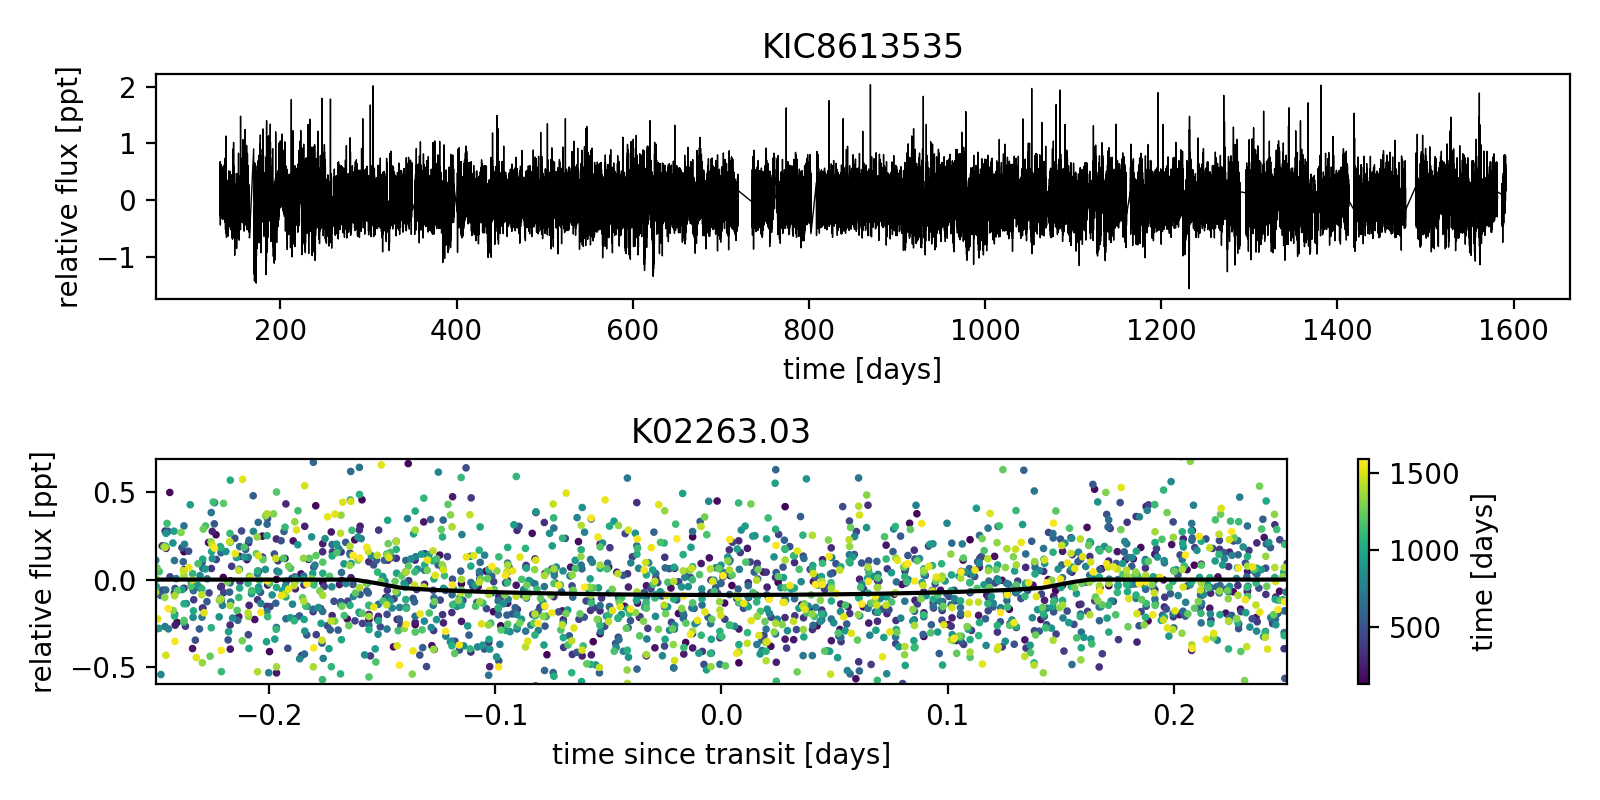 KIC8613535
relative flux [ppt]
2
1
0
−1
200 400 600 800 1000 1200 1400 1600
time [days]
K02263.03
relative flux [ppt]
0.5
0.0
−0.5
−0.2 −0.1 0.0 0.1 0.2
time since transit [days]
1500
1000
500
time [days]